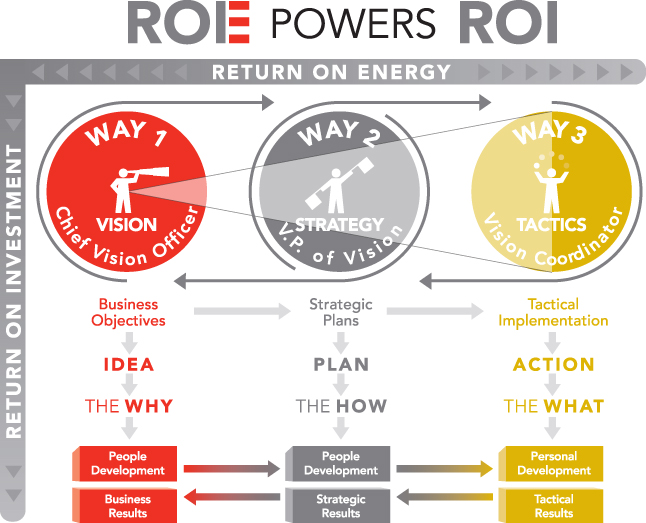 ROIE POWERS ROI
RETURN ON ENERGY
RETURN ON INVESTMENT
WAY 1
VISION
Chief Vision Officer
WAY 2
STRATEGY
V.P. of Vision
WAY 3
TACTICS
Vision Coordinator
Business
Objectives
Strategic
Plans
Tactical
Implementation
IDEA
PLAN
ACTION
THE WHY
THE HOW
THE WHAT
People
Development
People
Development
Personal
Development
Business
Results
Strategic
Results
Tactical
Results